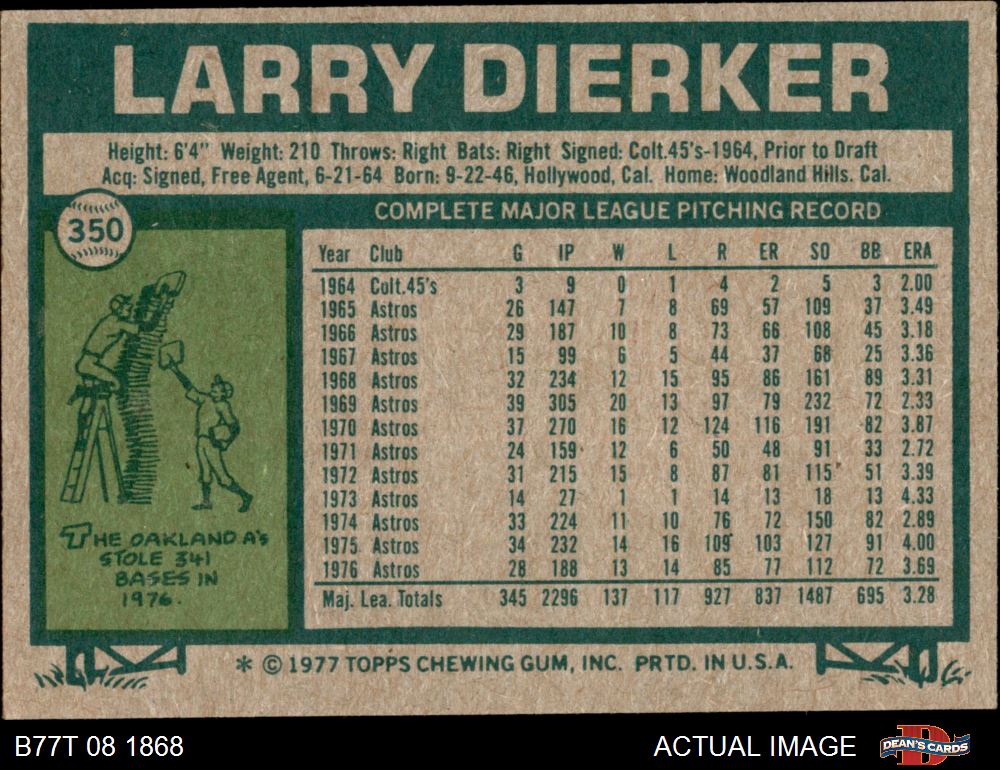 LARRY DIERKER
Height: 6'4" Weight: 210 Throws: Right Bats: Right Signed: Colt.45's-1964, Prior to Draft
Acq: Signed, Free Agent, 6-21-64 Born: 9-22-46, Hollywood, Cal. Home: Woodland Hills. Cal.
350
COMPLETE MAJOR LEAGUE PITCHING RECORD
Year Club G IP W L R ER SO BB ERA
1964 Colt.45's 3 9 0 1 4 2 5 3 2.00
1965 Astros 26 147 7 8 69 57 109 37 3.49
1966 Astros 29 187 10 8 73 66 108 45 3.18
1967 Astros 15 99 6 5 44 37 68 25 3.36
1968 Astros 32 234 12 15 95 86 161 89 3.31
1969 Astros 39 305 20 13 97 79 232 72 2.33
1970 Astros 37 270 16 12 124 116 191 82 3.87
1971 Astros 24 159 12 6 50 48 91 33 2.72
1972 Astros 31 215 15 8 87 81 115 51 3.39
1973 Astros 14 27 1 1 14 13 18 13 4.33
1974 Astros 33 224 11 10 76 72 150 82 2.89
1975 Astros 34 232 14 16 109 103 127 91 4.00
1976 Astros 28 188 13 14 85 77 112 72 3.69
Maj. Lea. Totals 345 2296 137 117 927 837 1487 695 3.28
THE OAKLAND A's
STOLE 341
BASES IN
1976.
* © 1977 TOPPS CHEWING GUM, INC. PRTD. IN U.S.A.
B77T 08 1868
ACTUAL IMAGE
D
DEAN'S CARDS